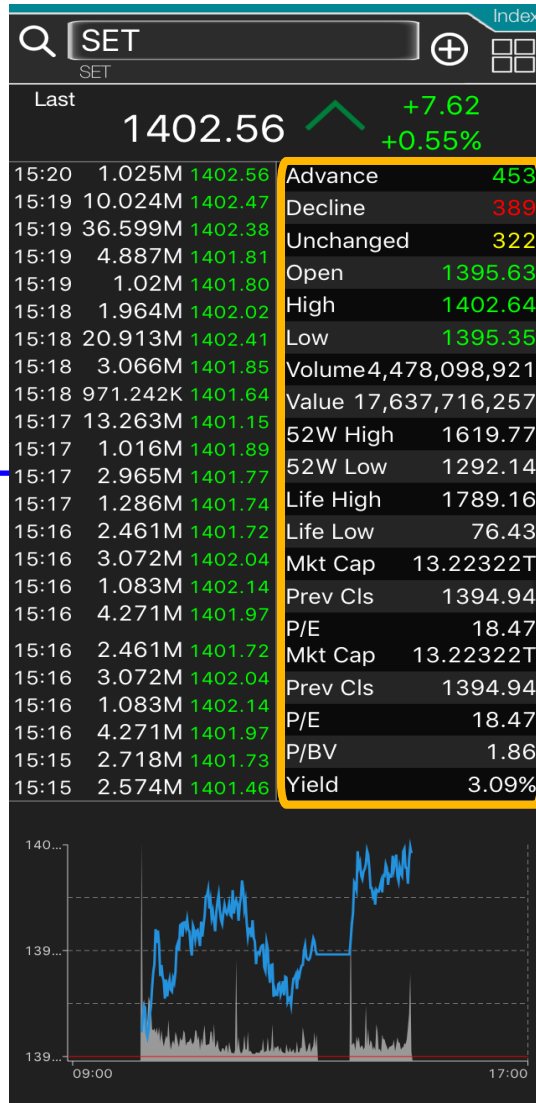 Index
SET
SET
Last
1402.56
+7.62
+0.55%
15:20 1.025M 1402.56
15:19 10.024M 1402.47
15:19 36.599M 1402.38
15:19 4.887M 1401.81
15:19 1.02M 1401.80
15:18 1.964M 1402.02
15:18 20.913M 1402.41
15:18 3.066M 1401.85
15:18 971.242K 1401.64
15:17 13.263M 1401.15
15:17 1.016M 1401.89
15:17 2.965M 1401.77
15:17 1.286M 1401.74
15:16 2.461M 1401.72
15:16 3.072M 1402.04
15:16 1.083M 1402.14
15:16 4.271M 1401.97
15:16 2.461M 1401.72
15:16 3.072M 1402.04
15:16 1.083M 1402.14
15:16 4.271M 1401.97
15:15 2.718M 1401.73
15:15 2.574M 1401.46
Advance 453
Decline 389
Unchanged 322
Open 1395.63
High 1402.64
Low 1395.35
Volume 4,478,098,921
Value 17,637,716,257
52W High 1619.77
52W Low 1292.14
Life High 1789.16
Life Low 76.43
Mkt Cap 13.22322T
Prev Cls 1394.94
P/E 18.47
Mkt Cap 13.22322T
Prev Cls 1394.94
P/E 18.47
P/BV 1.86
Yield 3.09%
140...
139...
139...
09:00 17:00